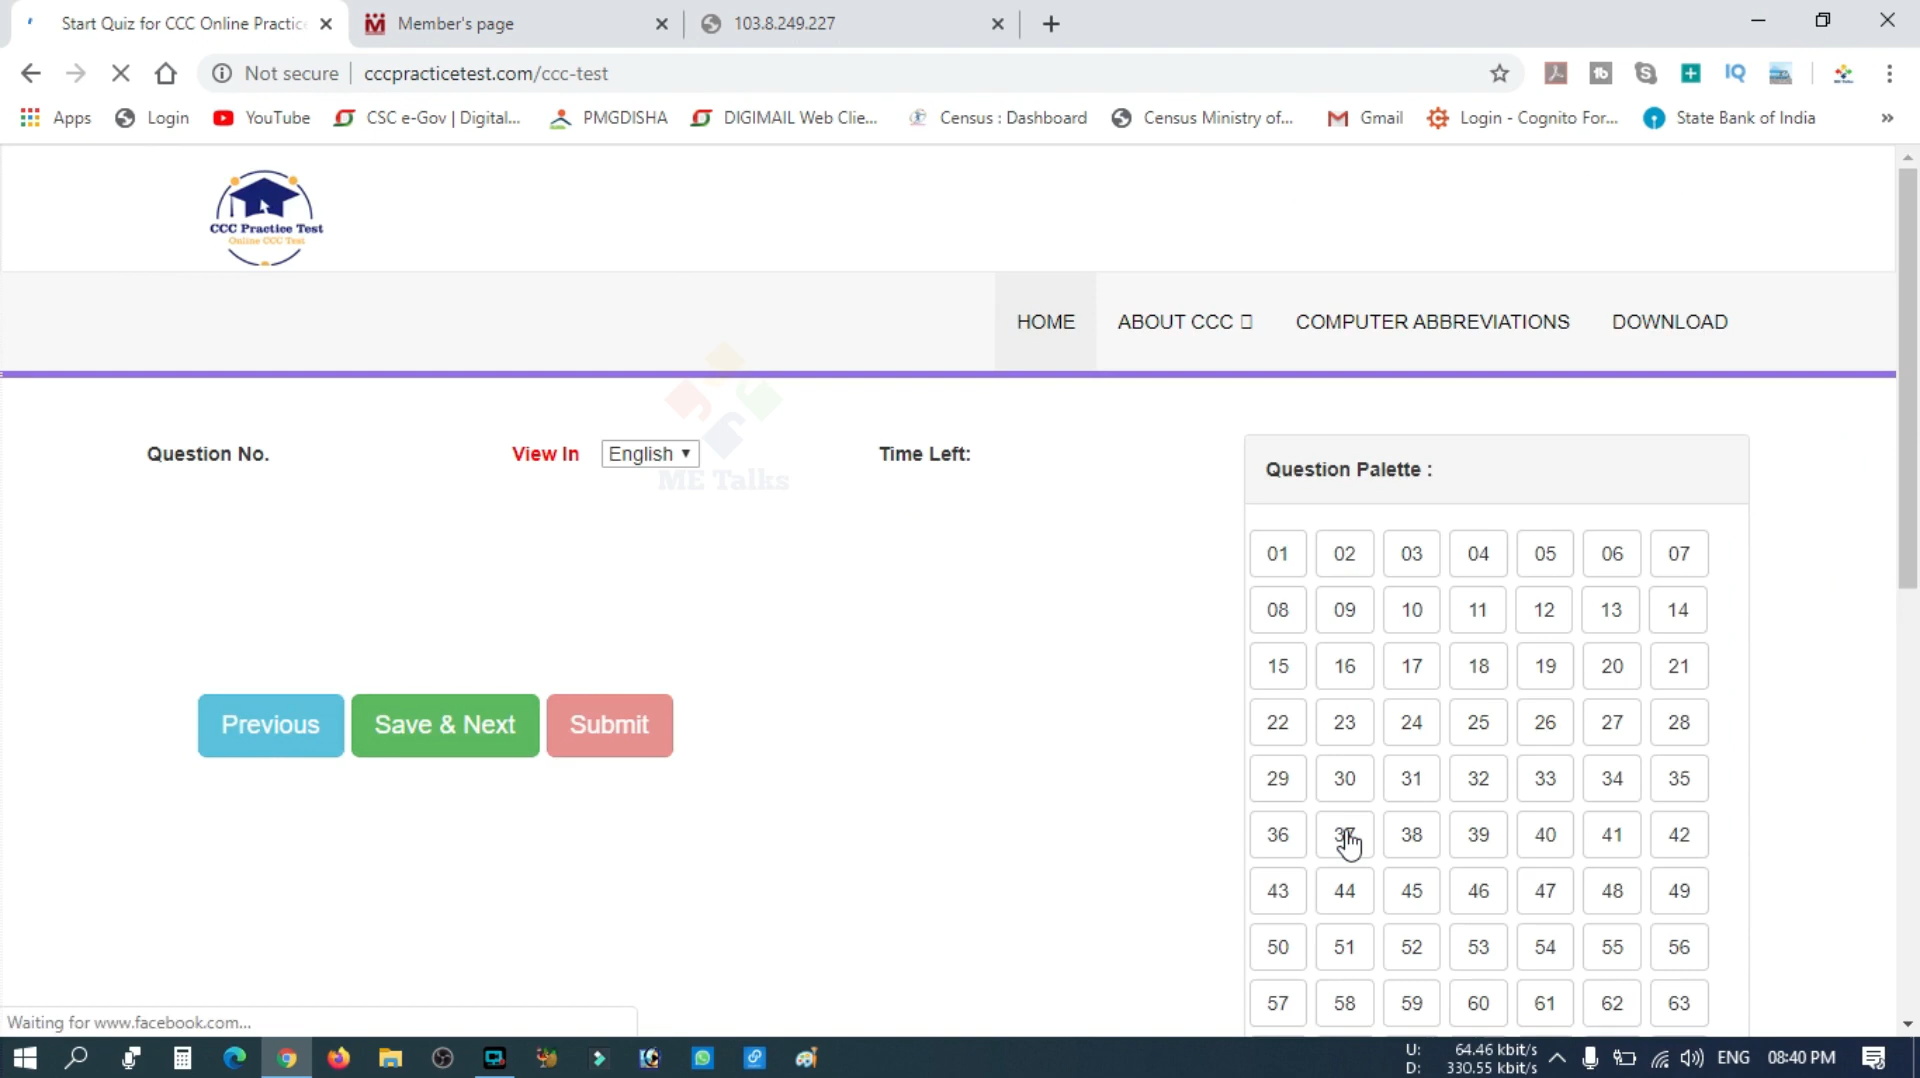 Start Quiz for CCC Online Practice
Member's page
103.8.249.227
Not secure
cccpracticetest.com/ccc-test
Apps
Login
YouTube
CSC e-Gov | Digital...
PMGDISHA
DIGIMAIL Web Clie...
Census : Dashboard
Census Ministry of...
Gmail
Login - Cognito For...
State Bank of India
»
CCC Practice Test
Online CCC Test
HOME
ABOUT CCC
COMPUTER ABBREVIATIONS
DOWNLOAD
Question No.
View In
English
Time Left:
ME Talks
Question Palette :
01 02 03 04 05 06 07
08 09 10 11 12 13 14
15 16 17 18 19 20 21
22 23 24 25 26 27 28
29 30 31 32 33 34 35
36 37 38 39 40 41 42
43 44 45 46 47 48 49
50 51 52 53 54 55 56
57 58 59 60 61 62 63
Previous
Save & Next
Submit
Waiting for www.facebook.com...
U: 64.46 kbit/s
D: 330.55 kbit/s
ENG
08:40 PM